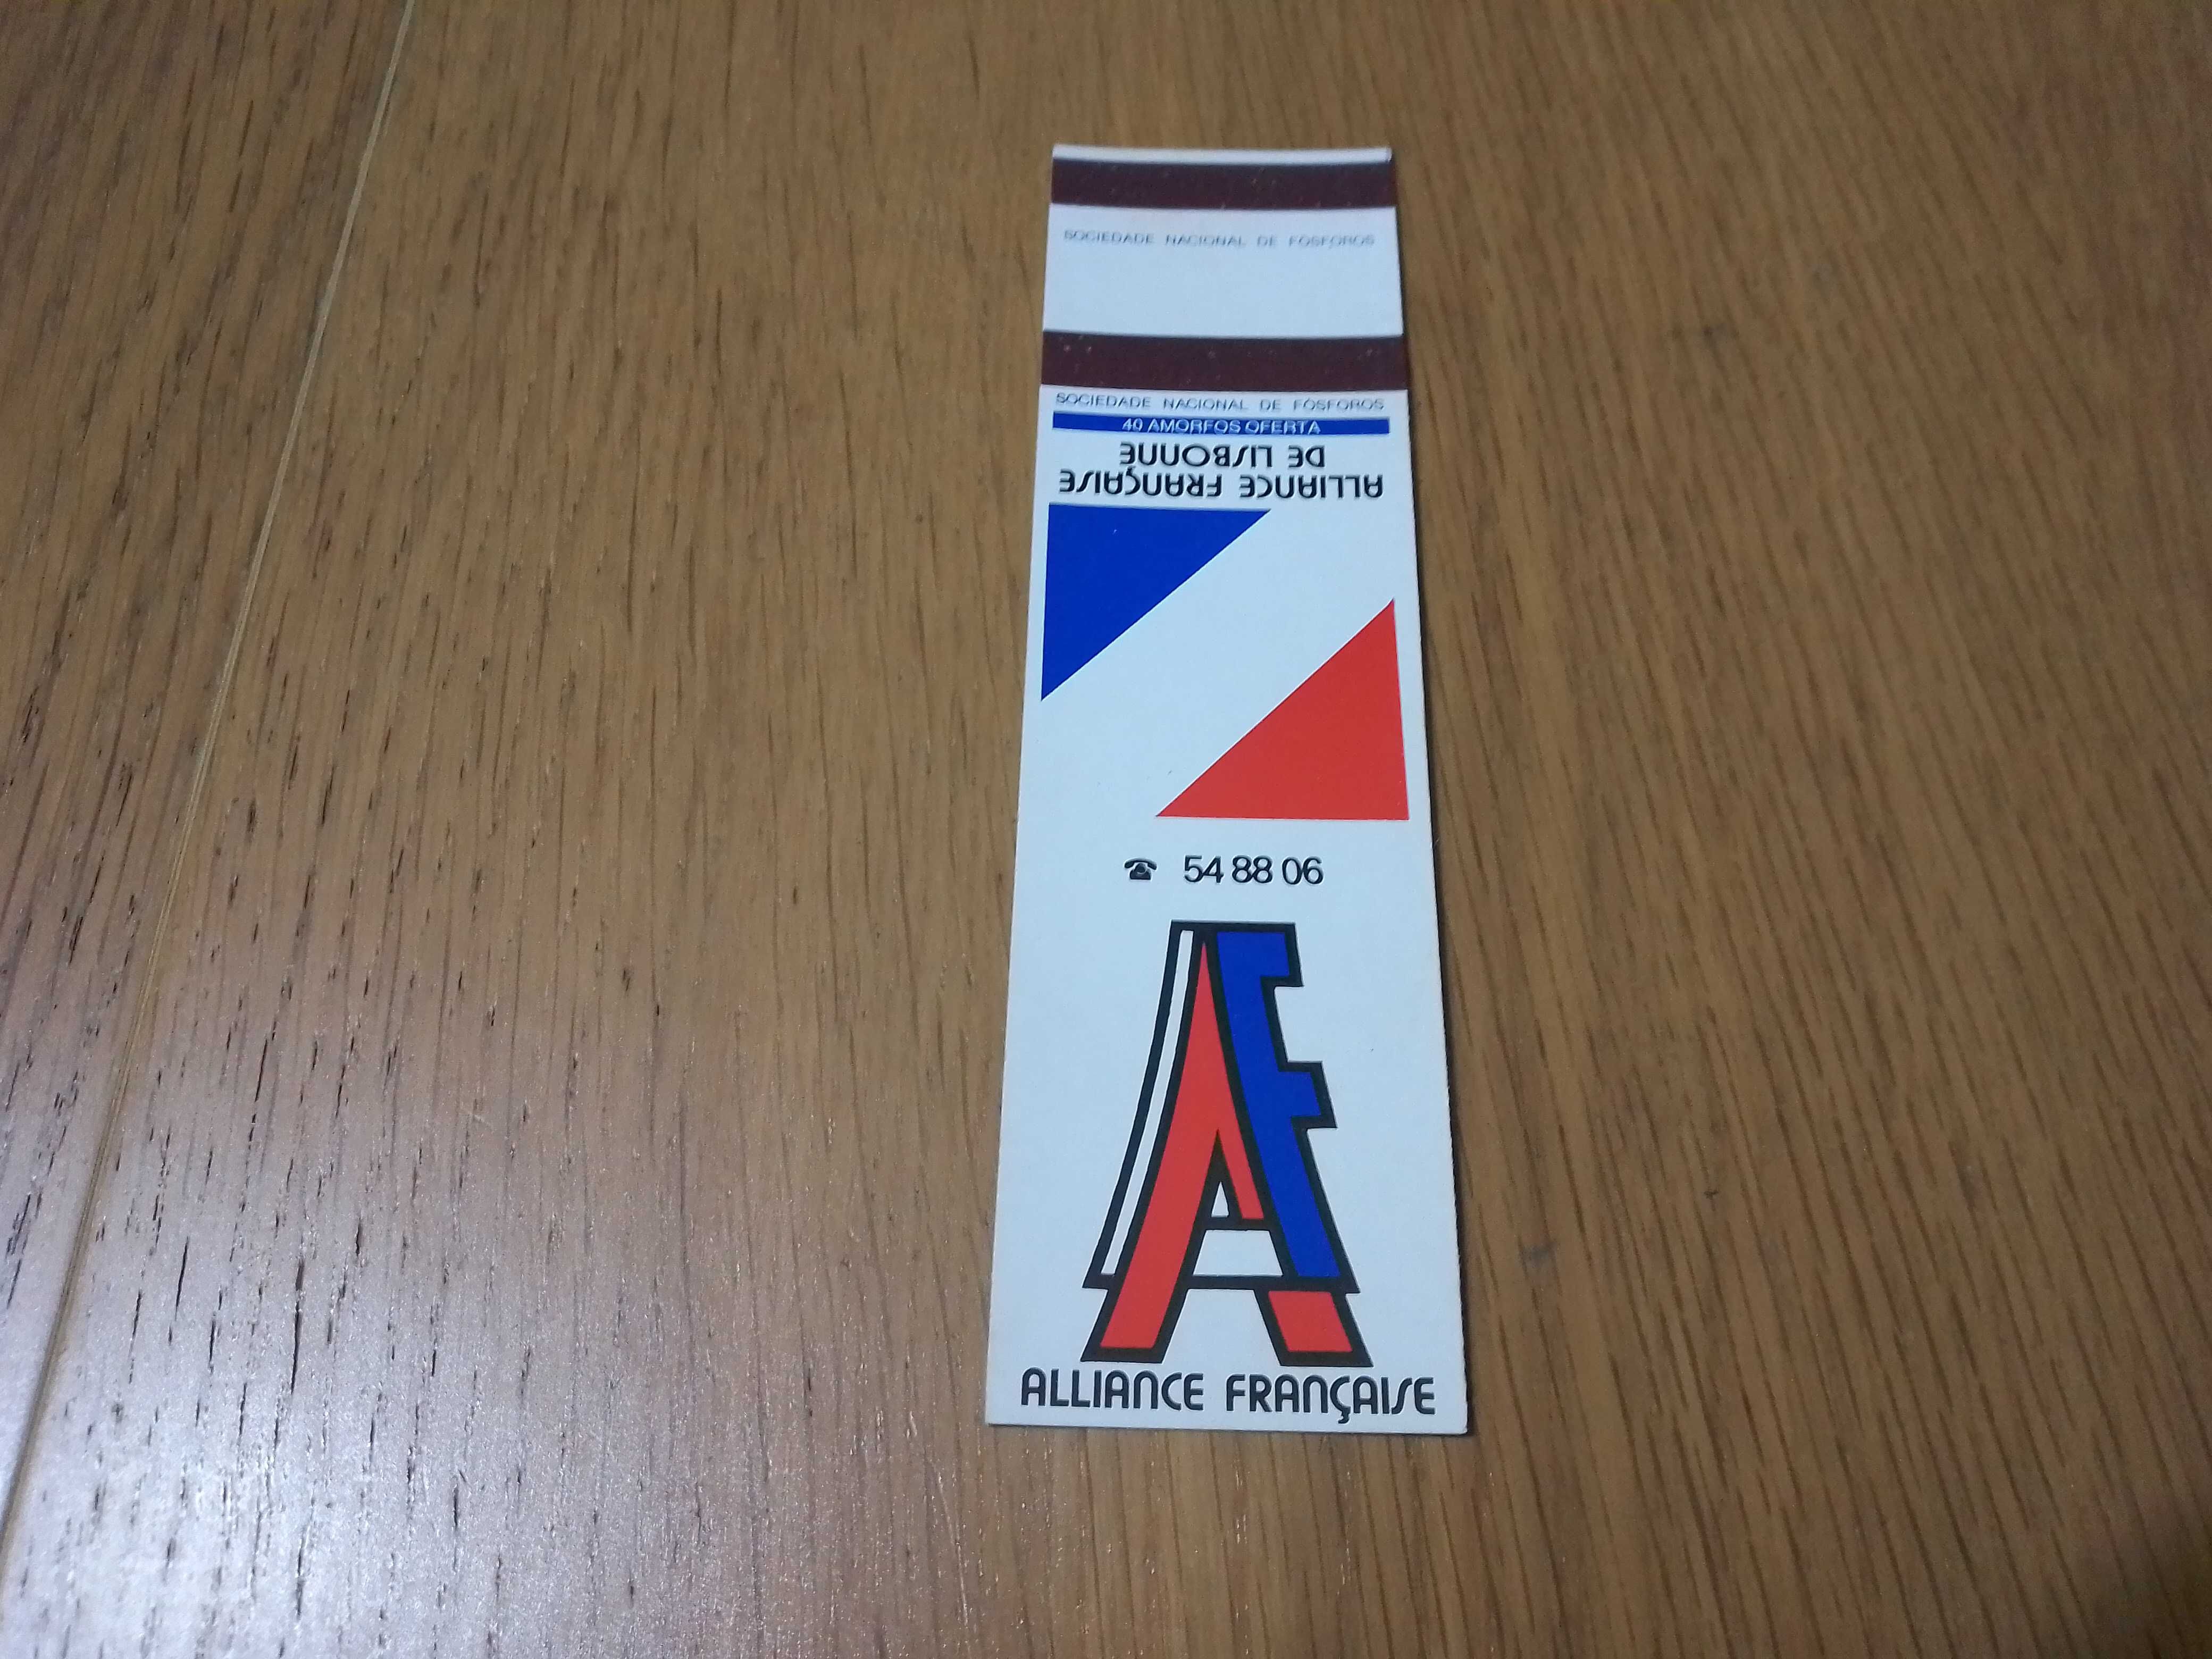 SOCIEDADE NACIONAL DE FÓSFOROS
SOCIEDADE NACIONAL DE FÓSFOROS
40 AMORFOS OFERTA
ALLIANCE FRANÇAISE
DE LISBONNE
54 88 06
AF
ALLIANCE FRANÇAISE